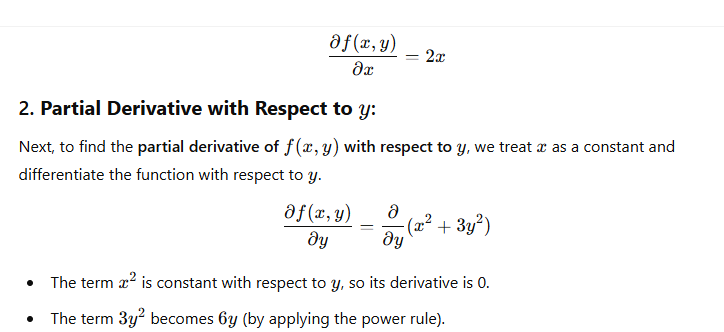 ∂f(x, y)/∂x = 2x
2. Partial Derivative with Respect to y:
Next, to find the partial derivative of f(x, y) with respect to y, we treat x as a constant and
differentiate the function with respect to y.
∂f(x, y)/∂y = ∂/∂y (x² + 3y²)
• The term x² is constant with respect to y, so its derivative is 0.
• The term 3y² becomes 6y (by applying the power rule).